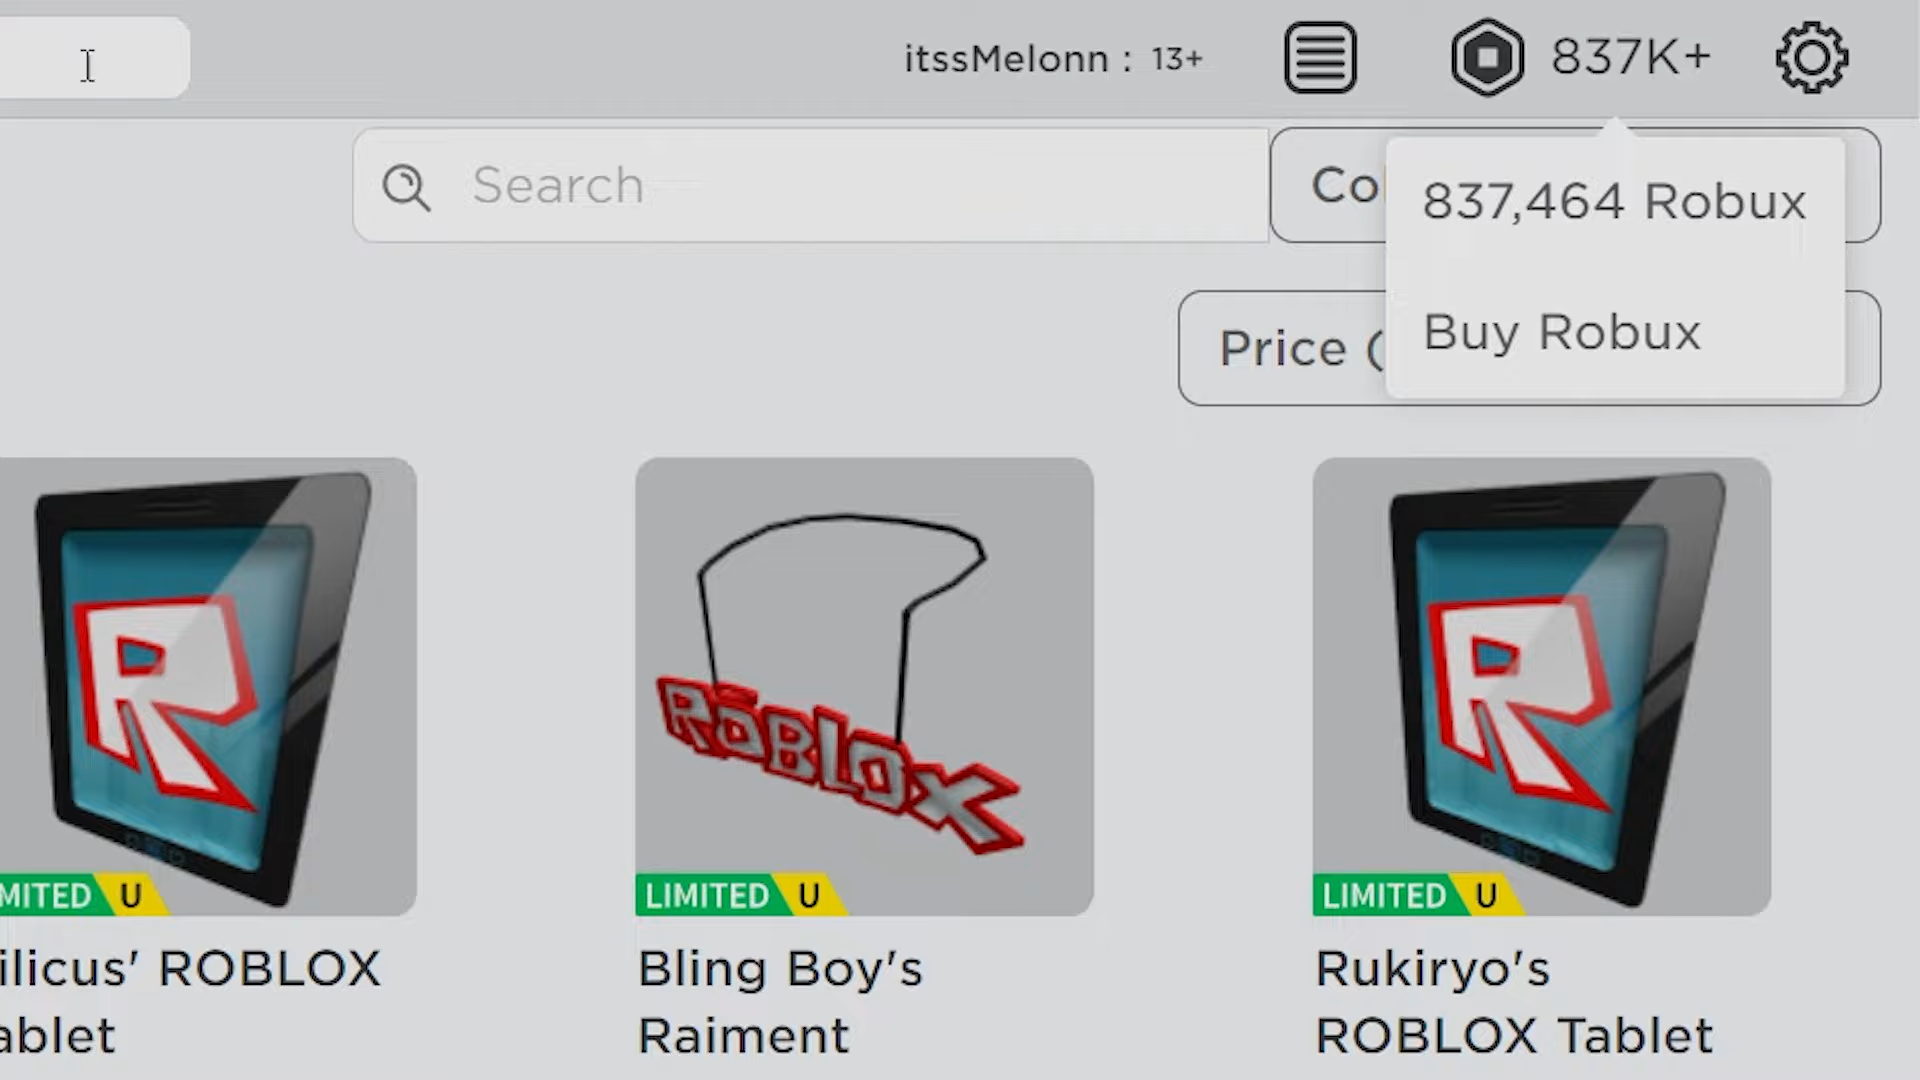 itssMelonn : 13+
837K+
Search
Co
837,464 Robux
Price (
Buy Robux
R
ROBLOX
R
MITED U
LIMITED U
LIMITED U
ilicus' ROBLOX
ablet
Bling Boy's
Raiment
Rukiryo's
ROBLOX Tablet